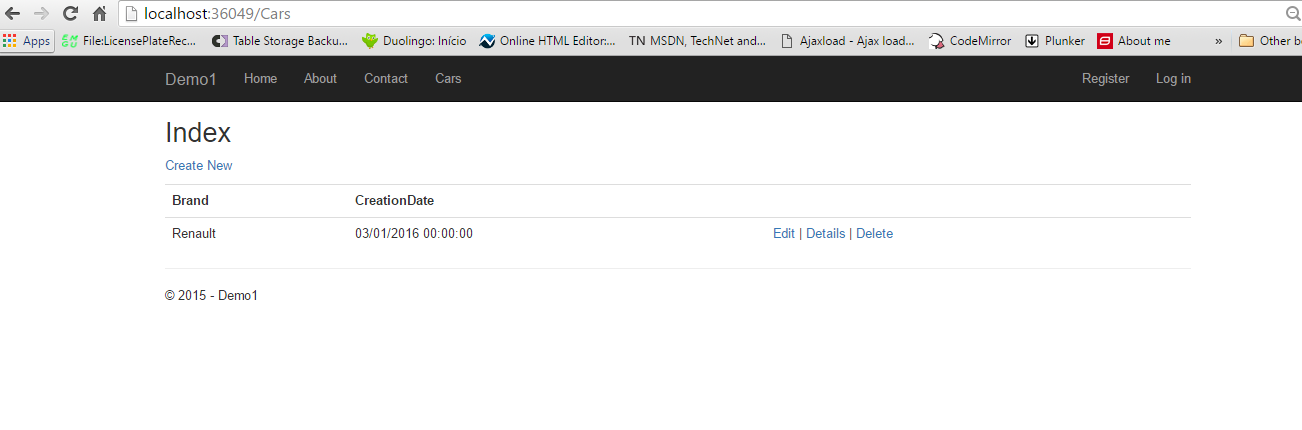 localhost:36049/Cars
Apps File:LicensePlateRec... Table Storage Backu... Duolingo: Início Online HTML Editor:... TN MSDN, TechNet and... Ajaxload - Ajax load... CodeMirror Plunker About me » Other b
Demo1 Home About Contact Cars Register Log in
Index
Create New
Brand CreationDate
Renault 03/01/2016 00:00:00 Edit | Details | Delete
© 2015 - Demo1